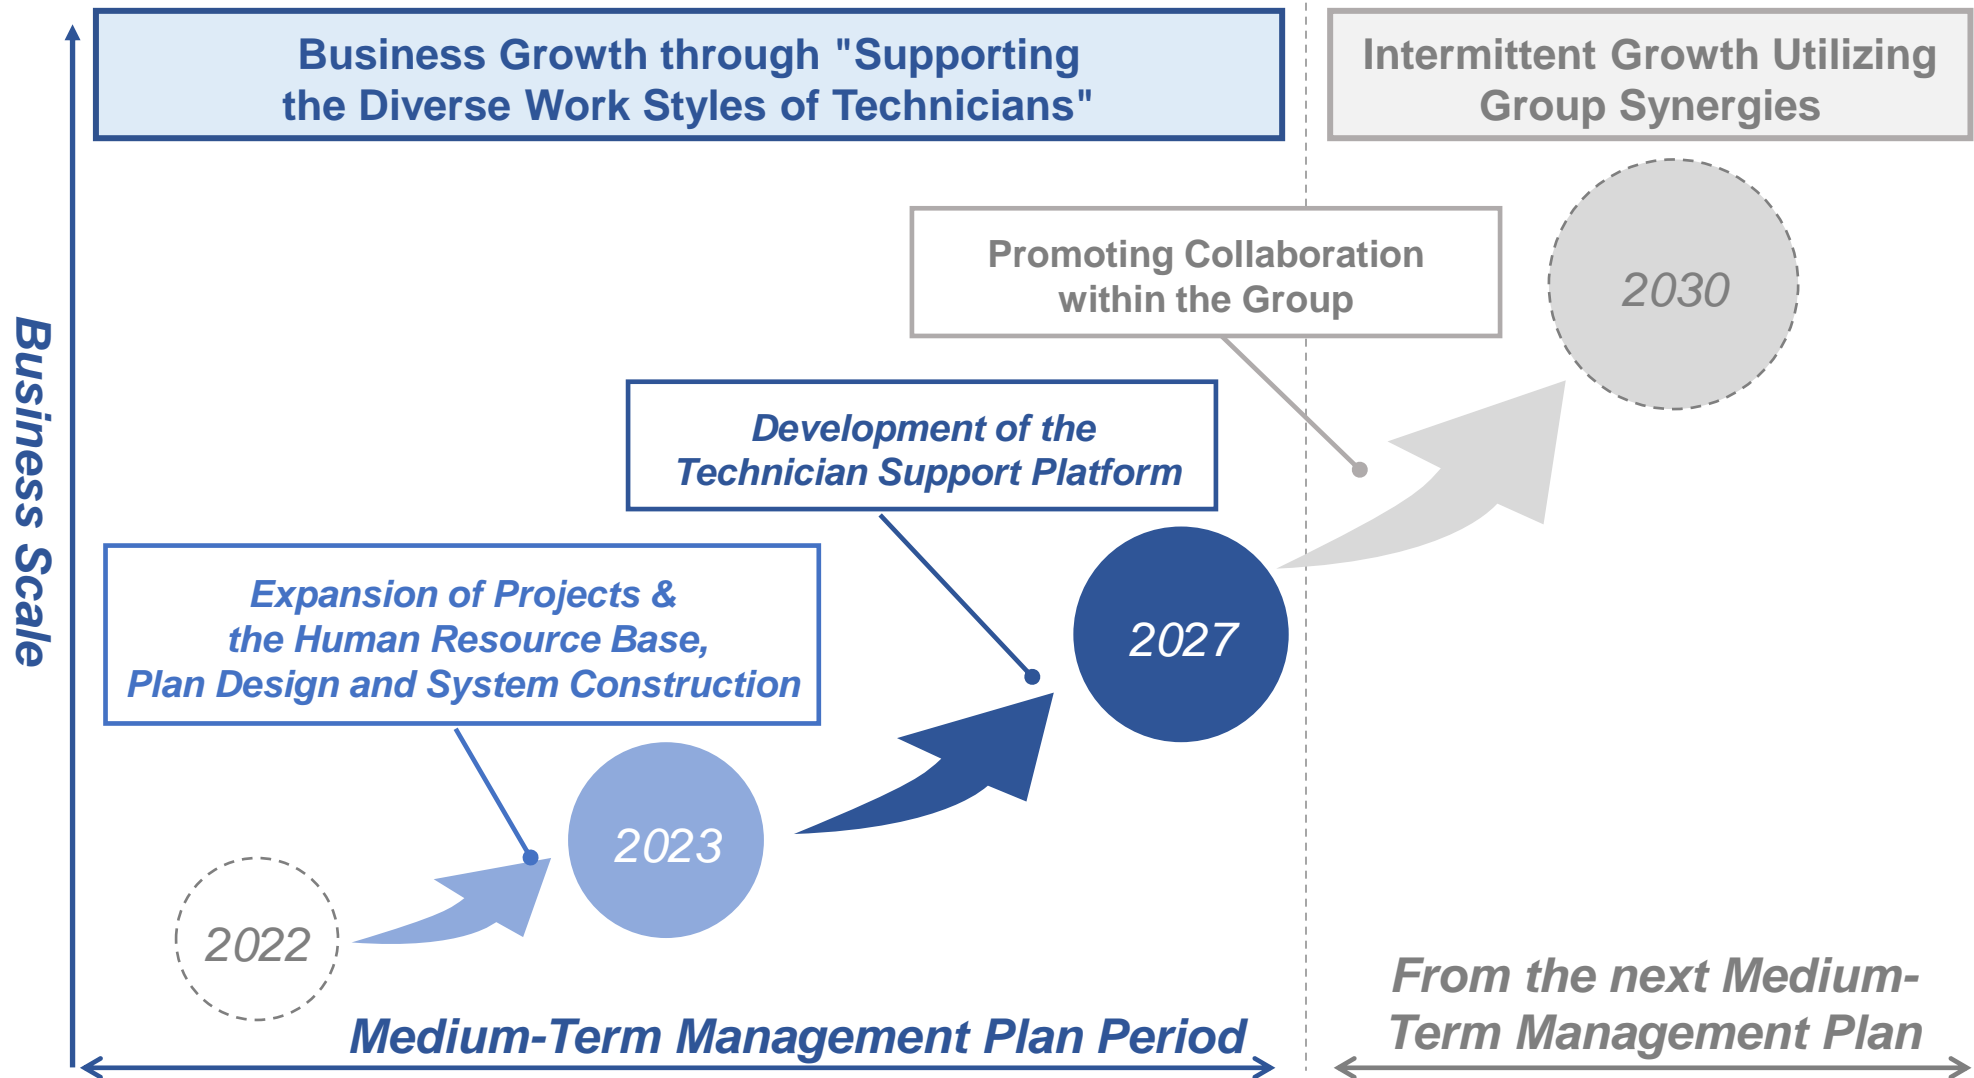 Business Growth through "Supporting
the Diverse Work Styles of Technicians"
Intermittent Growth Utilizing
Group Synergies
Promoting Collaboration
within the Group
2030
Business Scale
Development of the
Technician Support Platform
Expansion of Projects &
the Human Resource Base,
Plan Design and System Construction
2027
2023
2022
Medium-Term Management Plan Period
From the next Medium-
Term Management Plan